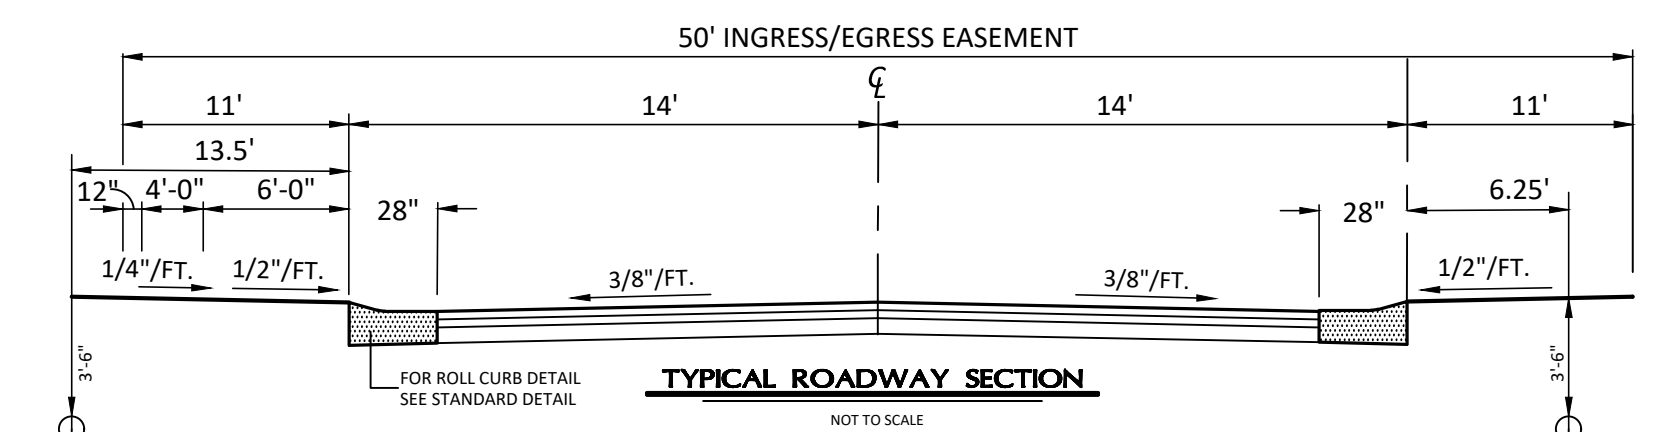 50' INGRESS/EGRESS EASEMENT
℄
11' 14' 14' 11'
13.5'
12" 4'-0" 6'-0" 6.25'
28" 28"
1/4"/FT. 1/2"/FT. 3/8"/FT. 3/8"/FT. 1/2"/FT.
3'-6" 3'-6"
FOR ROLL CURB DETAIL
SEE STANDARD DETAIL
TYPICAL ROADWAY SECTION
NOT TO SCALE